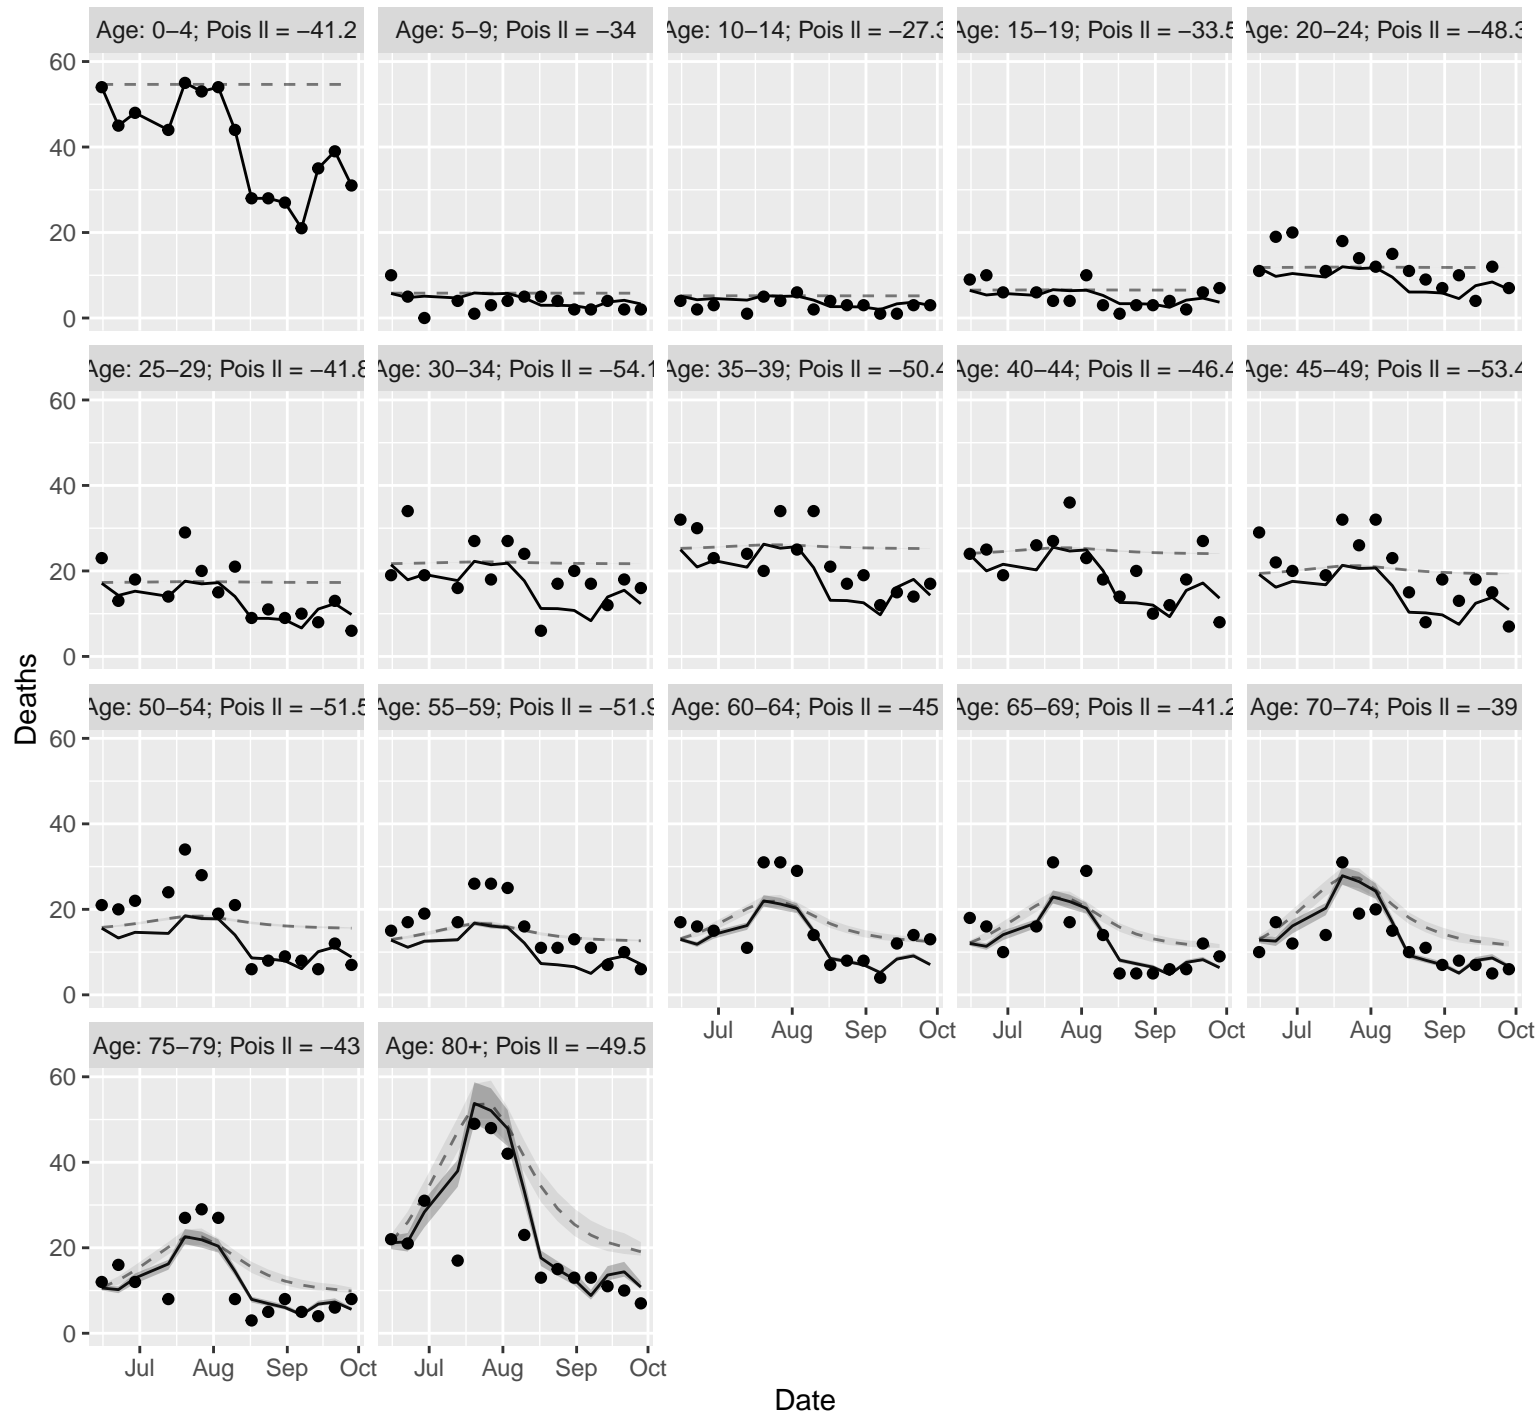 Age: 0−4; Pois ll = −41.2
Age: 5−9; Pois ll = −34
Age: 10−14; Pois ll = −27.3
Age: 15−19; Pois ll = −33.5
Age: 20−24; Pois ll = −48.3
60
40
20
0
Age: 25−29; Pois ll = −41.8
Age: 30−34; Pois ll = −54.1
Age: 35−39; Pois ll = −50.4
Age: 40−44; Pois ll = −46.4
Age: 45−49; Pois ll = −53.4
60
40
20
0
Deaths
Age: 50−54; Pois ll = −51.5
Age: 55−59; Pois ll = −51.9
Age: 60−64; Pois ll = −45
Age: 65−69; Pois ll = −41.2
Age: 70−74; Pois ll = −39
60
40
20
0
Jul Aug Sep Oct
Jul Aug Sep Oct
Jul Aug Sep Oct
Age: 75−79; Pois ll = −43
Age: 80+; Pois ll = −49.5
60
40
20
0
Jul Aug Sep Oct
Jul Aug Sep Oct
Date